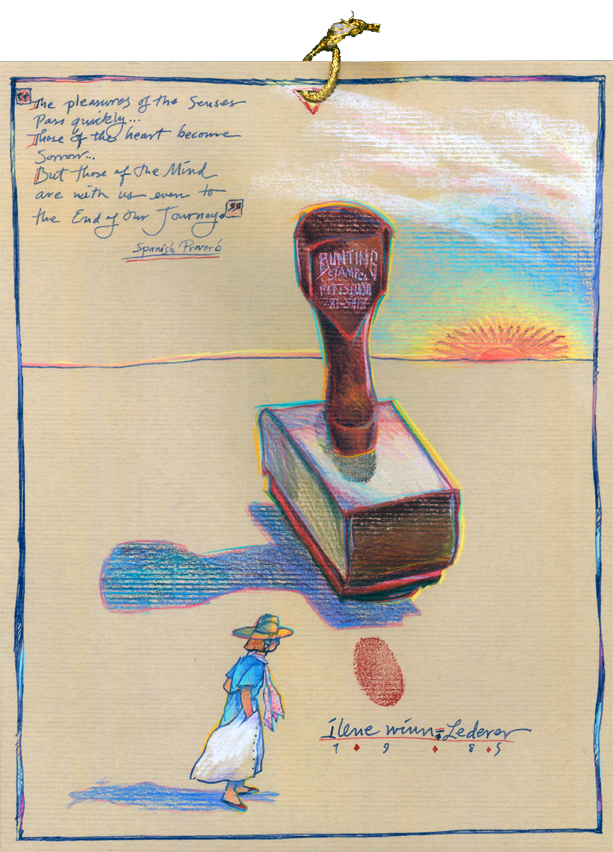 The pleasures of the Senses
Pass quickly...
Those of the heart become
Sorrow...
But those of the Mind
are with us even to
the End of Our Journey.
Spanish Proverb
BUNTING
STAMP CO.
PITTSBURGH
281-5417
ilene winn-Lederer
1 9 8 5